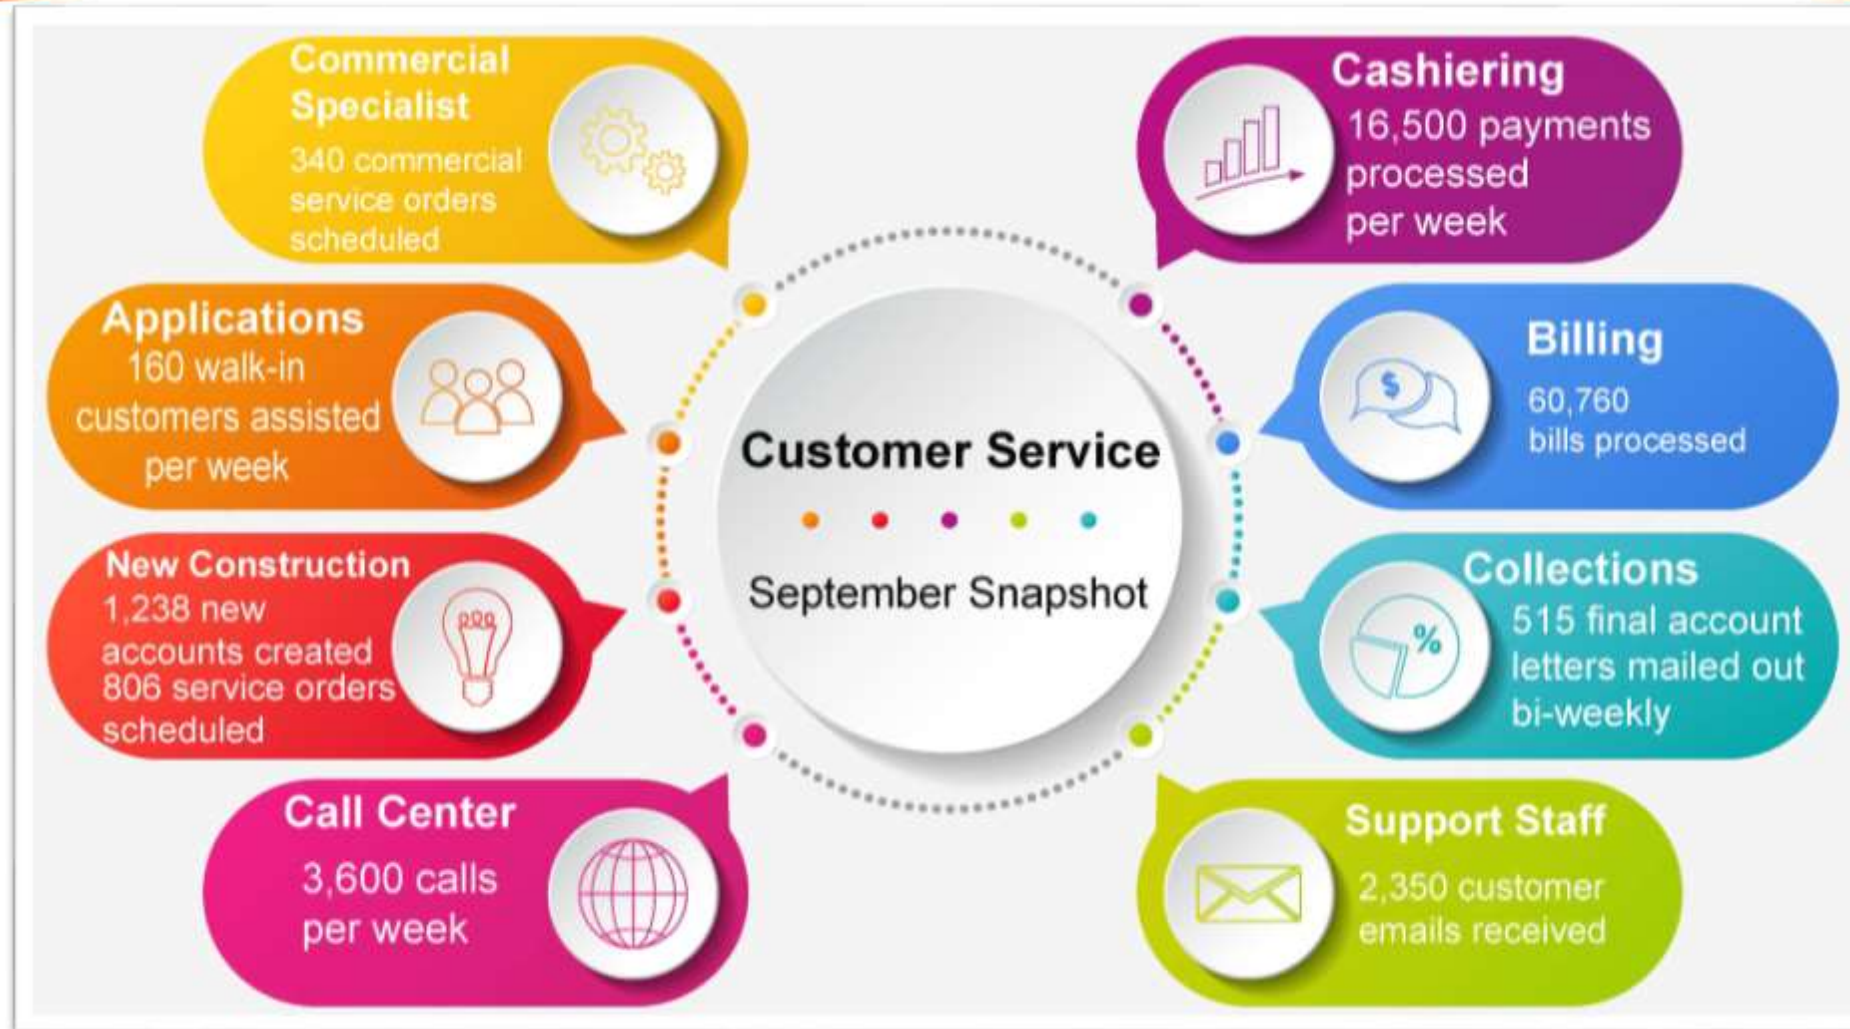 Commercial
Specialist
340 commercial
service orders
scheduled
Applications
160 walk-in
customers assisted
per week
New Construction
1,238 new
accounts created
806 service orders
scheduled
Call Center
3,600 calls
per week
Customer Service
September Snapshot
Cashiering
16,500 payments
processed
per week
Billing
$
60,760
bills processed
Collections
%
515 final account
letters mailed out
bi-weekly
Support Staff
2,350 customer
emails received